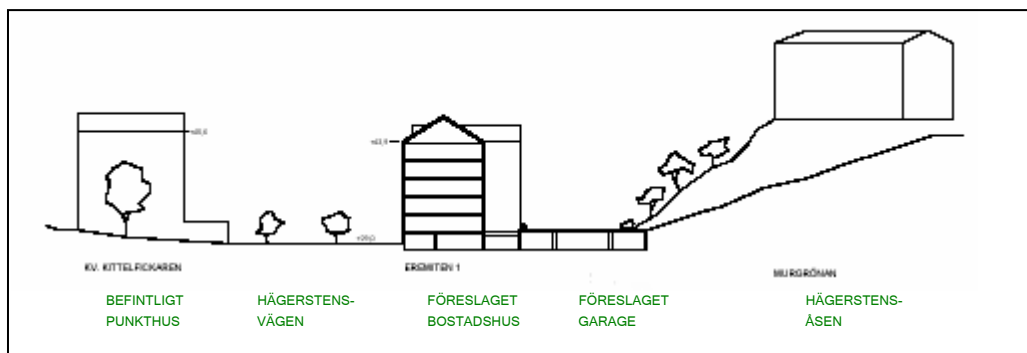 KV. KITTELFICKAREN
EREMITEN 1
MURGRÖNAN
BEFINTLIGT
PUNKTHUS
HÄGERSTENS-
VÄGEN
FÖRESLAGET
BOSTADSHUS
FÖRESLAGET
GARAGE
HÄGERSTENS-
ÅSEN